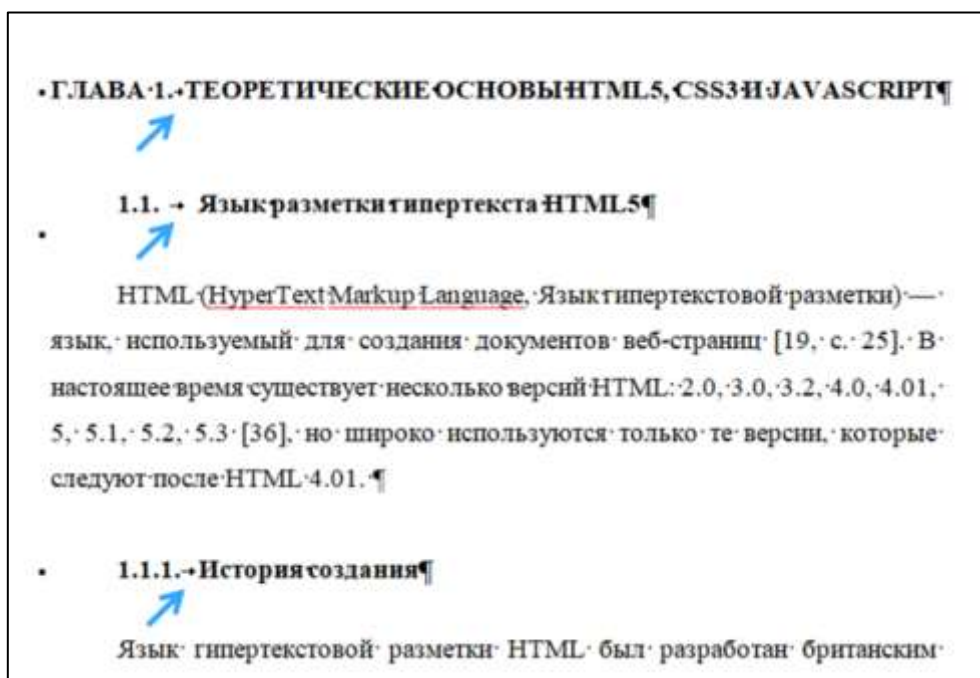 ГЛАВА 1. ТЕОРЕТИЧЕСКИЕ ОСНОВЫ HTML5, CSS3 И JAVASCRIPT¶
1.1. → Язык разметки гипертекста HTML5¶
HTML (HyperText Markup Language, Язык гипертекстовой разметки) —
язык, используемый для создания документов веб-страниц [19, с. 25]. В
настоящее время существует несколько версий HTML: 2.0, 3.0, 3.2, 4.0, 4.01,
5, 5.1, 5.2, 5.3 [36], но широко используются только те версии, которые
следуют после HTML 4.01. ¶
1.1.1.→История создания¶
Язык гипертекстовой разметки HTML был разработан британским